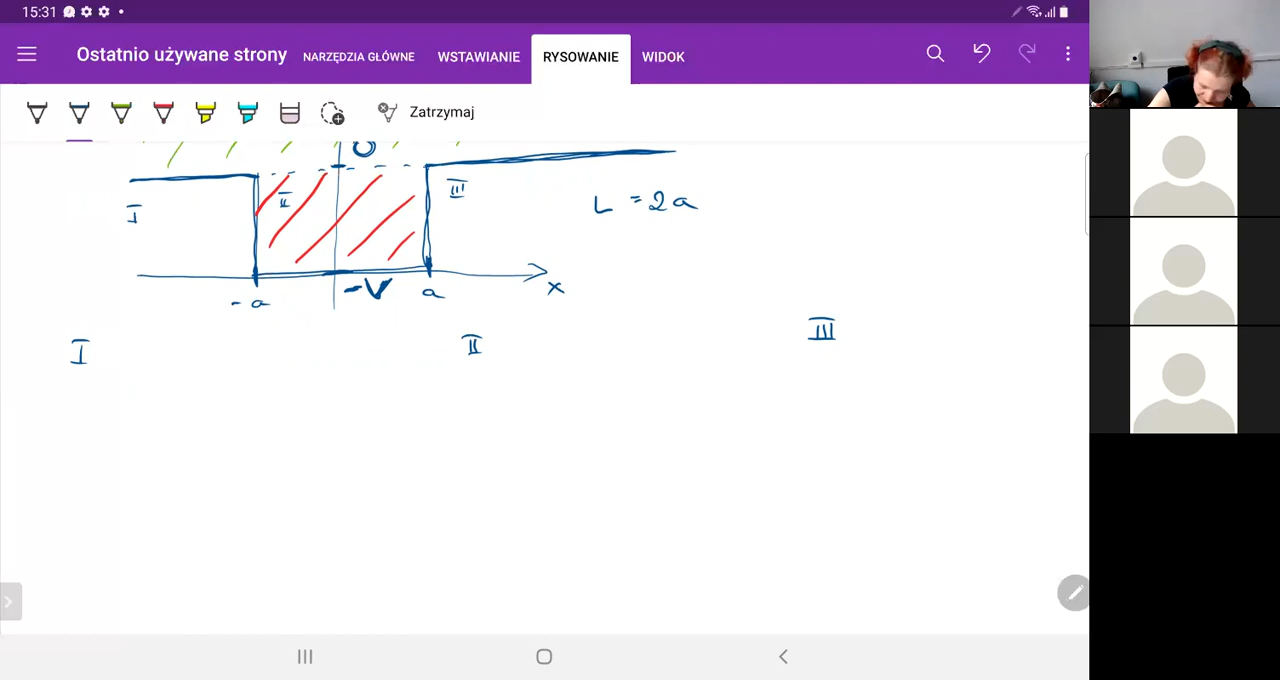 15:31
Ostatnio używane strony NARZĘDZIA GŁÓWNE WSTAWIANIE RYSOWANIE WIDOK
Zatrzymaj
0
I II III
L = 2a
-a -V a x
I II III